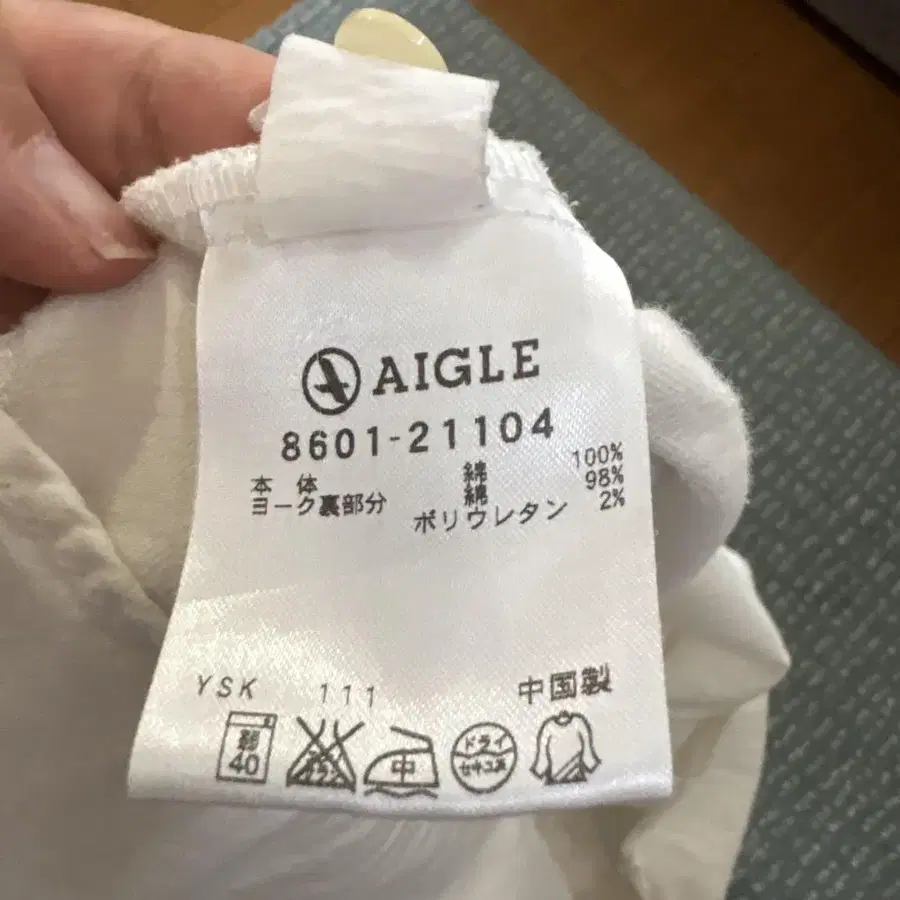 AIGLE
8601-21104
本体 綿 100%
ヨーク裏部分 綿 98%
ポリウレタン 2%
YSK 111 中国製
弱 40 中 ドライ セキユ系